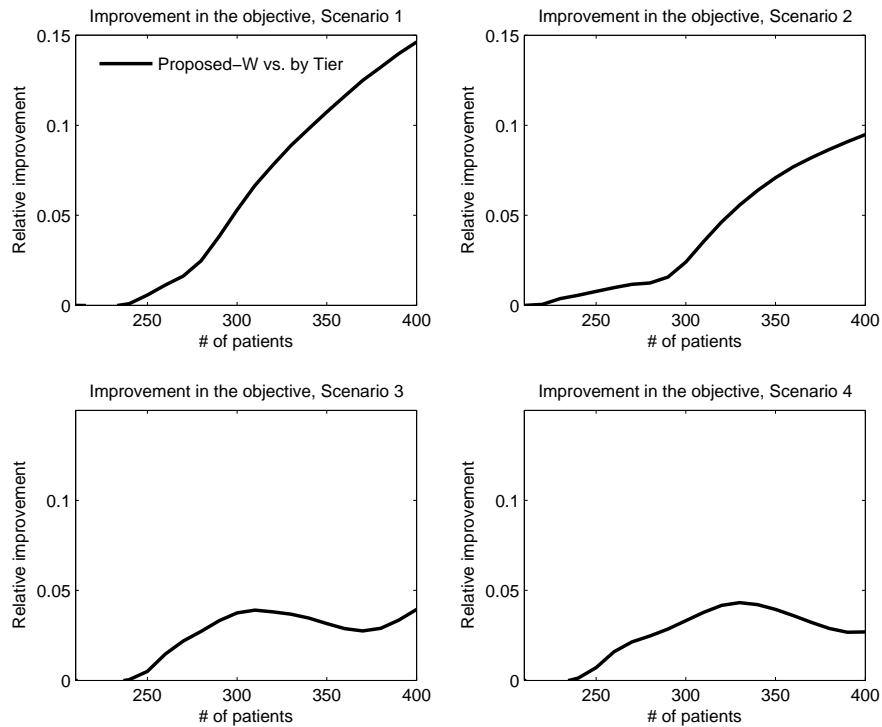 Improvement in the objective, Scenario 1
0.15
0.1
0.05
0
Relative improvement
Proposed−W vs. by Tier
250 300 350 400
# of patients
Improvement in the objective, Scenario 2
0.15
0.1
0.05
0
Relative improvement
250 300 350 400
# of patients
Improvement in the objective, Scenario 3
0.1
0.05
0
Relative improvement
250 300 350 400
# of patients
Improvement in the objective, Scenario 4
0.1
0.05
0
Relative improvement
250 300 350 400
# of patients